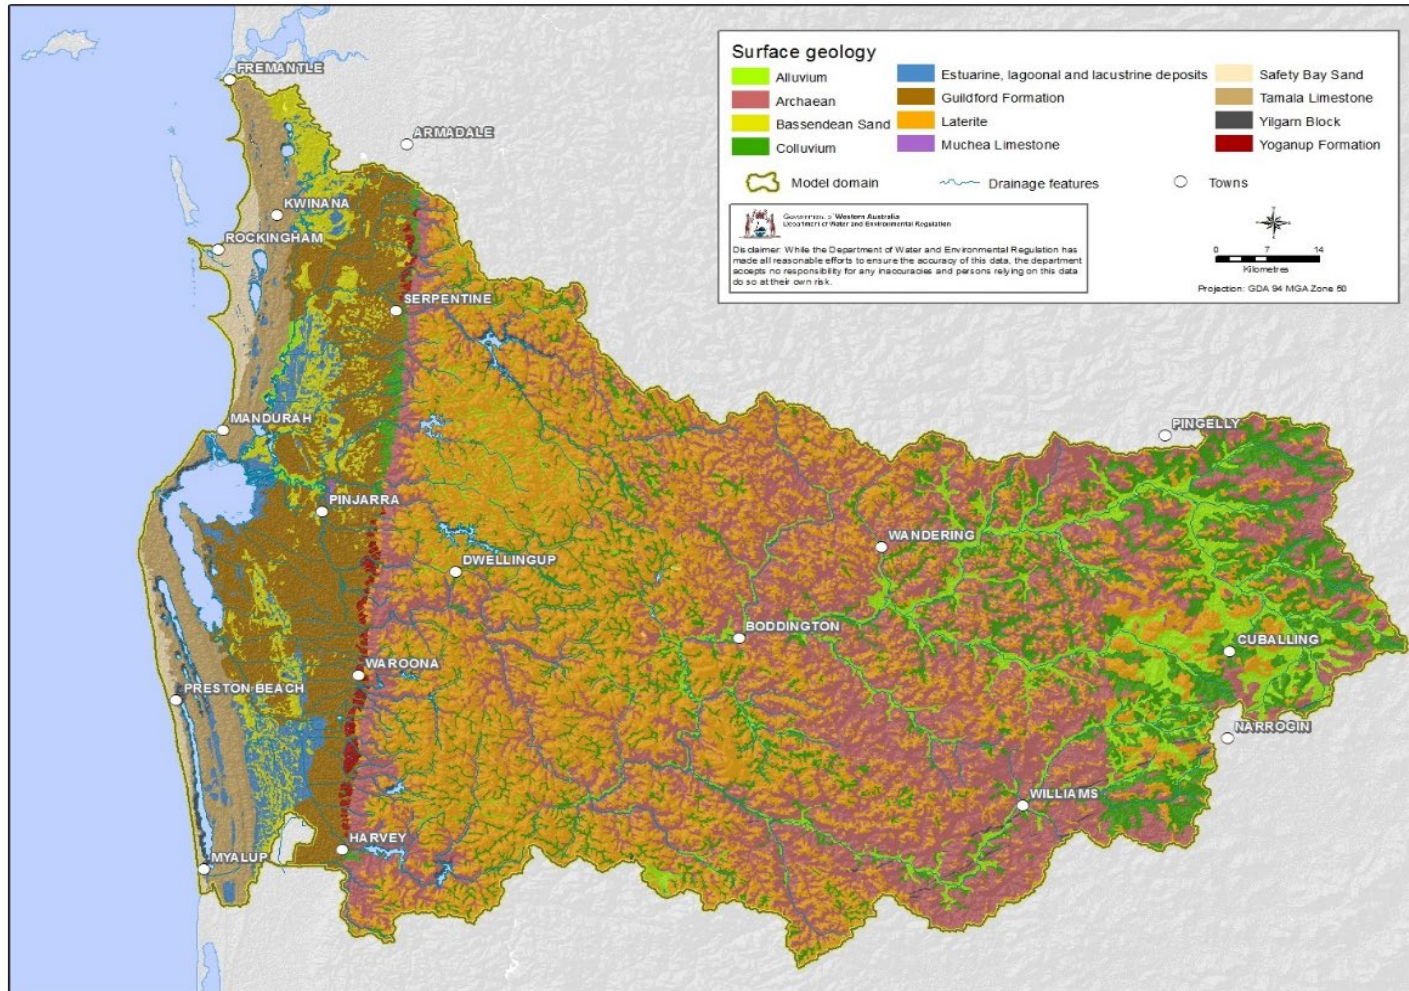 Surface geology
Alluvium
Archaean
Bassendean Sand
Colluvium
Estuarine, lagoonal and lacustrine deposits
Guildford Formation
Laterite
Muchea Limestone
Safety Bay Sand
Tamala Limestone
Yilgarn Block
Yoganup Formation
Model domain
Drainage features
Towns
Government of Western Australia
Department of Water and Environmental Regulation
Disclaimer: While the Department of Water and Environmental Regulation has
made all reasonable efforts to ensure the accuracy of this data, the department
accepts no responsibility for any inaccuracies and persons relying on this data
do so at their own risk.
0 7 14
Kilometres
Projection: GDA 94 MGA Zone 50
FREMANTLE
ARMADALE
KWINANA
ROCKINGHAM
SERPENTINE
MANDURAH
PINGELLY
PINJARRA
WANDERING
DWELLINGUP
BODDINGTON
CUBALLING
WAROONA
PRESTON BEACH
NARROGIN
WILLIAMS
HARVEY
MYALUP